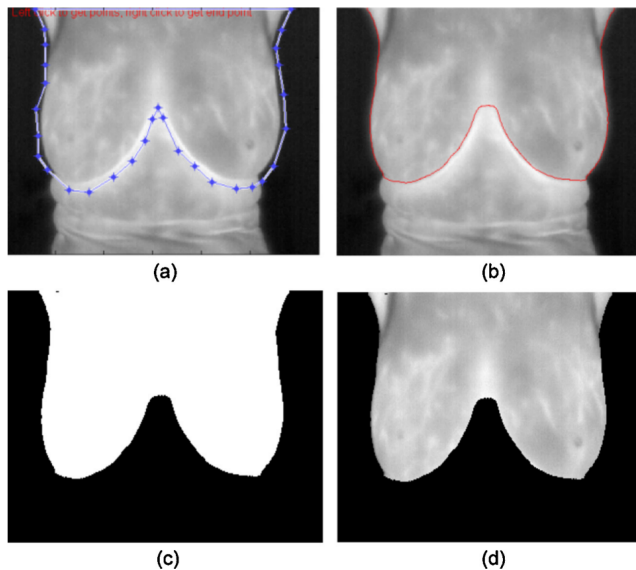 Left click to get points, right click to get end point
(a)
(b)
(c)
(d)